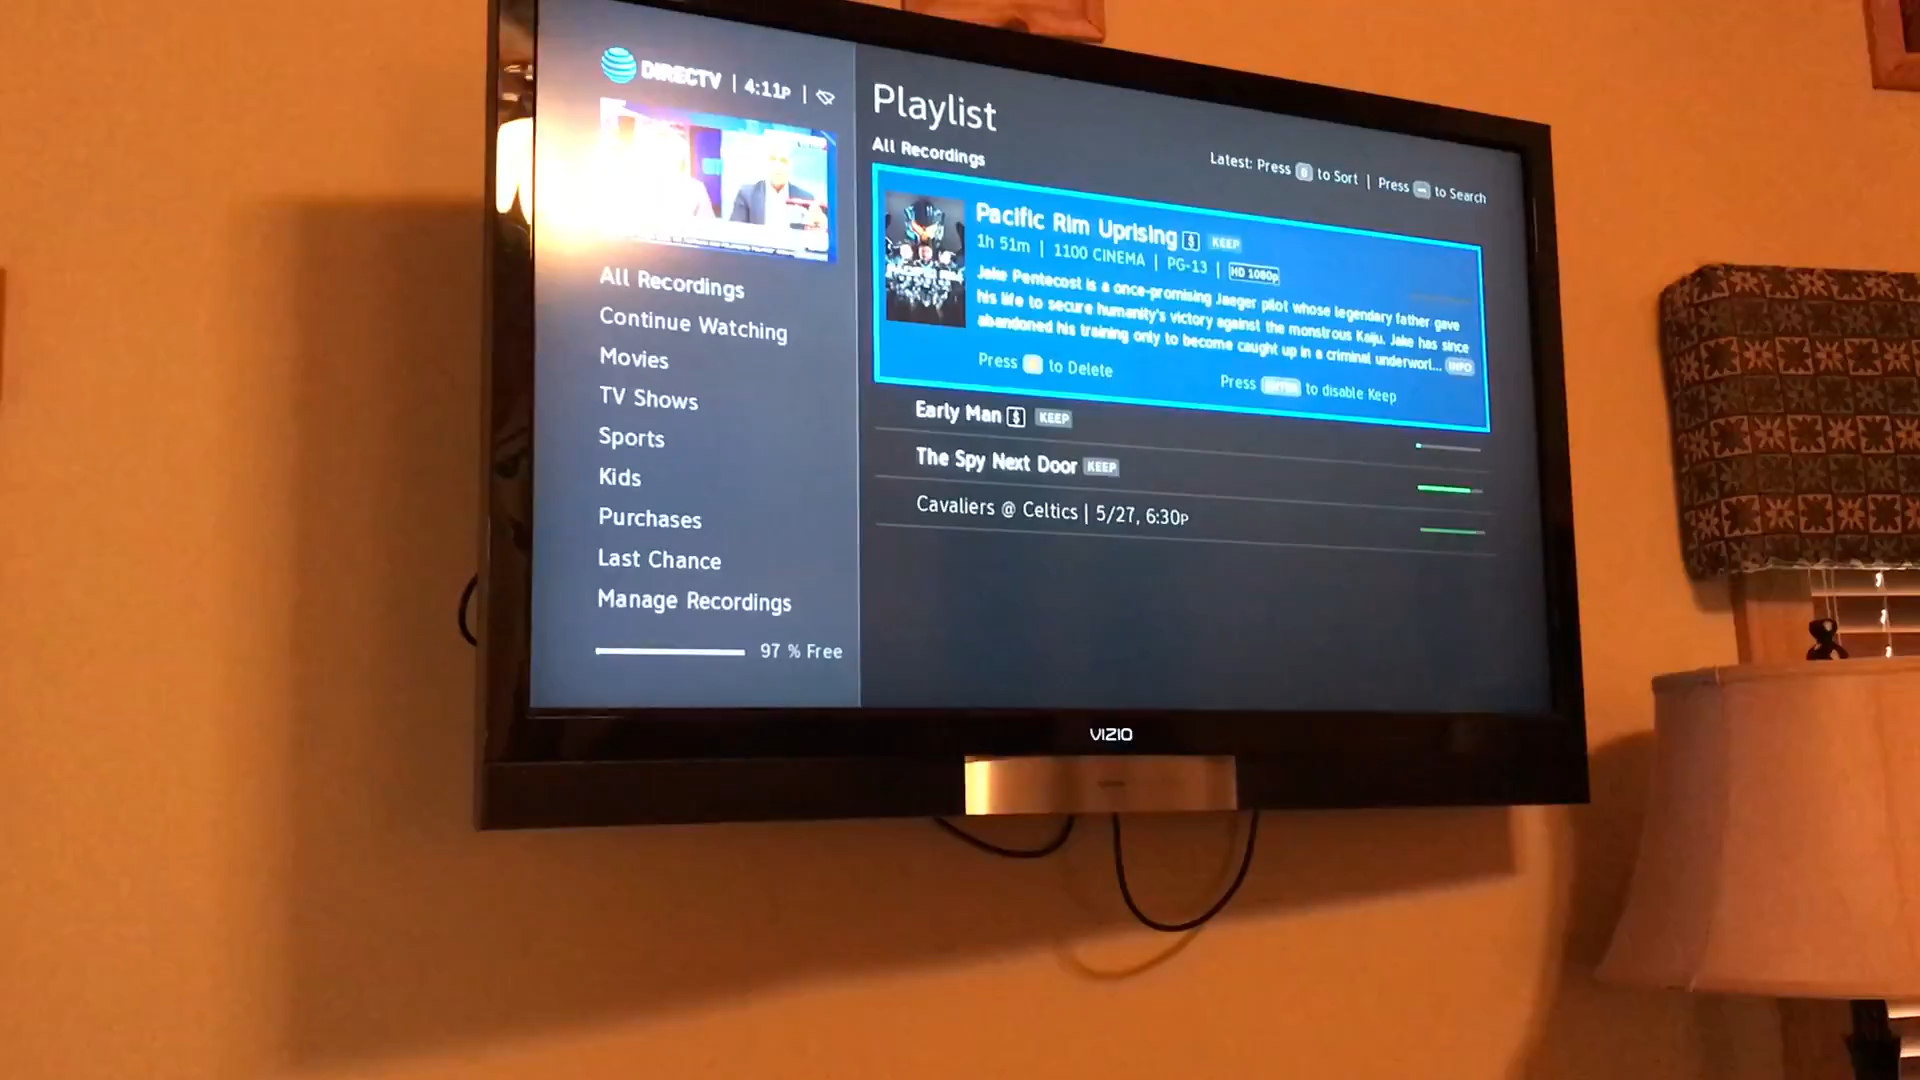 DIRECTV | 4:11P |
All Recordings
Continue Watching
Movies
TV Shows
Sports
Kids
Purchases
Last Chance
Manage Recordings
97 % Free
Playlist
All Recordings
Latest: Press to Sort | Press to Search
Pacific Rim Uprising $ KEEP
1h 51m | 1100 CINEMA | PG-13 | HD 1080p
Jake Pentecost is a once-promising Jaeger pilot whose legendary father gave
his life to secure humanity's victory against the monstrous Kaiju. Jake has since
abandoned his training only to become caught up in a criminal underworl... INFO
Press to Delete
Press ENTER to disable Keep
Early Man $ KEEP
The Spy Next Door KEEP
Cavaliers @ Celtics | 5/27, 6:30P
VIZIO